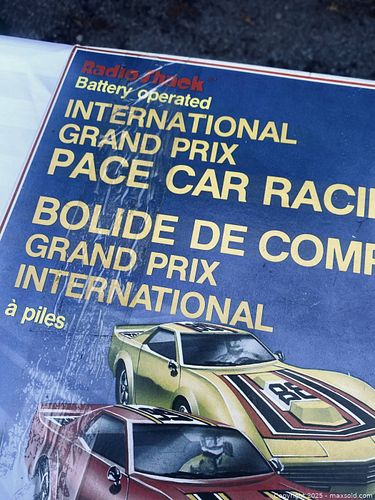 Radio Shack
Battery operated
INTERNATIONAL
GRAND PRIX
PACE CAR RACI
BOLIDE DE COMP
GRAND PRIX
INTERNATIONAL
à piles
88
Copyright 2025 - maxsold.com